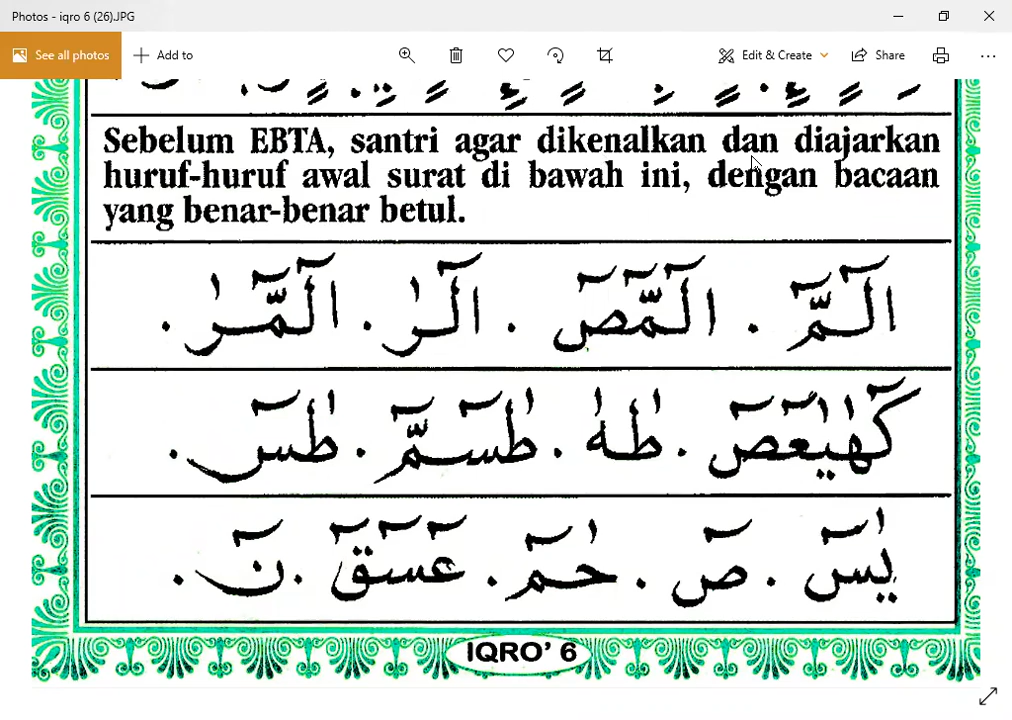 Photos - iqro 6 (26).JPG
See all photos
Add to
Edit & Create
Share
Sebelum EBTA, santri agar dikenalkan dan diajarkan
huruf-huruf awal surat di bawah ini, dengan bacaan
yang benar-benar betul.
الٓمّٓ . الٓمّٓصٓ . الٓرٰ . الٓمّٓرٰ .
كٓهٰيٰعٓصٓ . طٰهٰ . طٰسٓمّٓ . طٰسٓ .
يٰسٓ . صٓ . حٰمٓ . عٓسٓقٓ . نٓ .
IQRO' 6